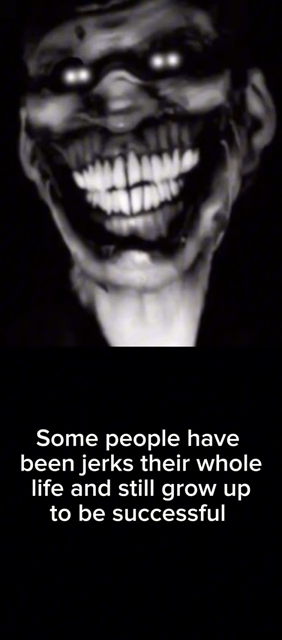 Some people have
been jerks their whole
life and still grow up
to be successful